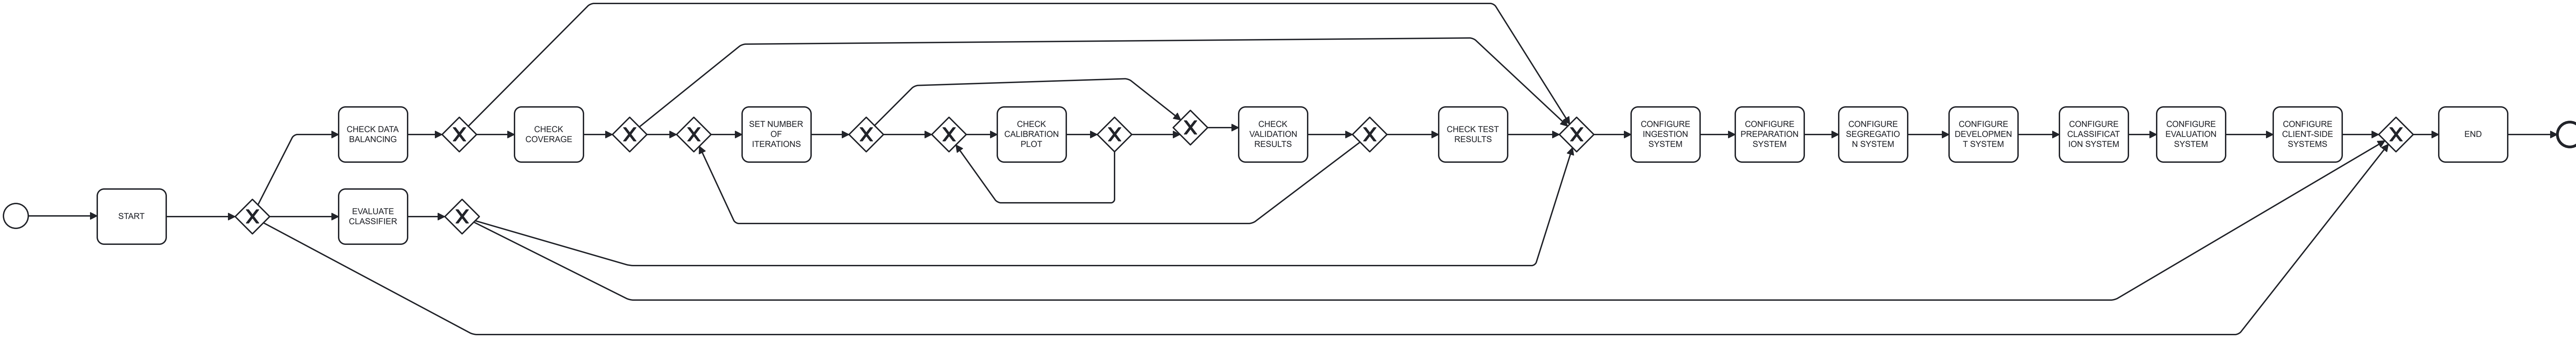 CHECK DATA
BALANCING
CHECK
COVERAGE
SET NUMBER
OF
ITERATIONS
CHECK
CALIBRATION
PLOT
CHECK
VALIDATION
RESULTS
CHECK TEST
RESULTS
CONFIGURE
INGESTION
SYSTEM
CONFIGURE
PREPARATION
SYSTEM
CONFIGURE
SEGREGATIO
N SYSTEM
CONFIGURE
DEVELOPMEN
T SYSTEM
CONFIGURE
CLASSIFICAT
ION SYSTEM
CONFIGURE
EVALUATION
SYSTEM
CONFIGURE
CLIENT-SIDE
SYSTEMS
END
START
EVALUATE
CLASSIFIER